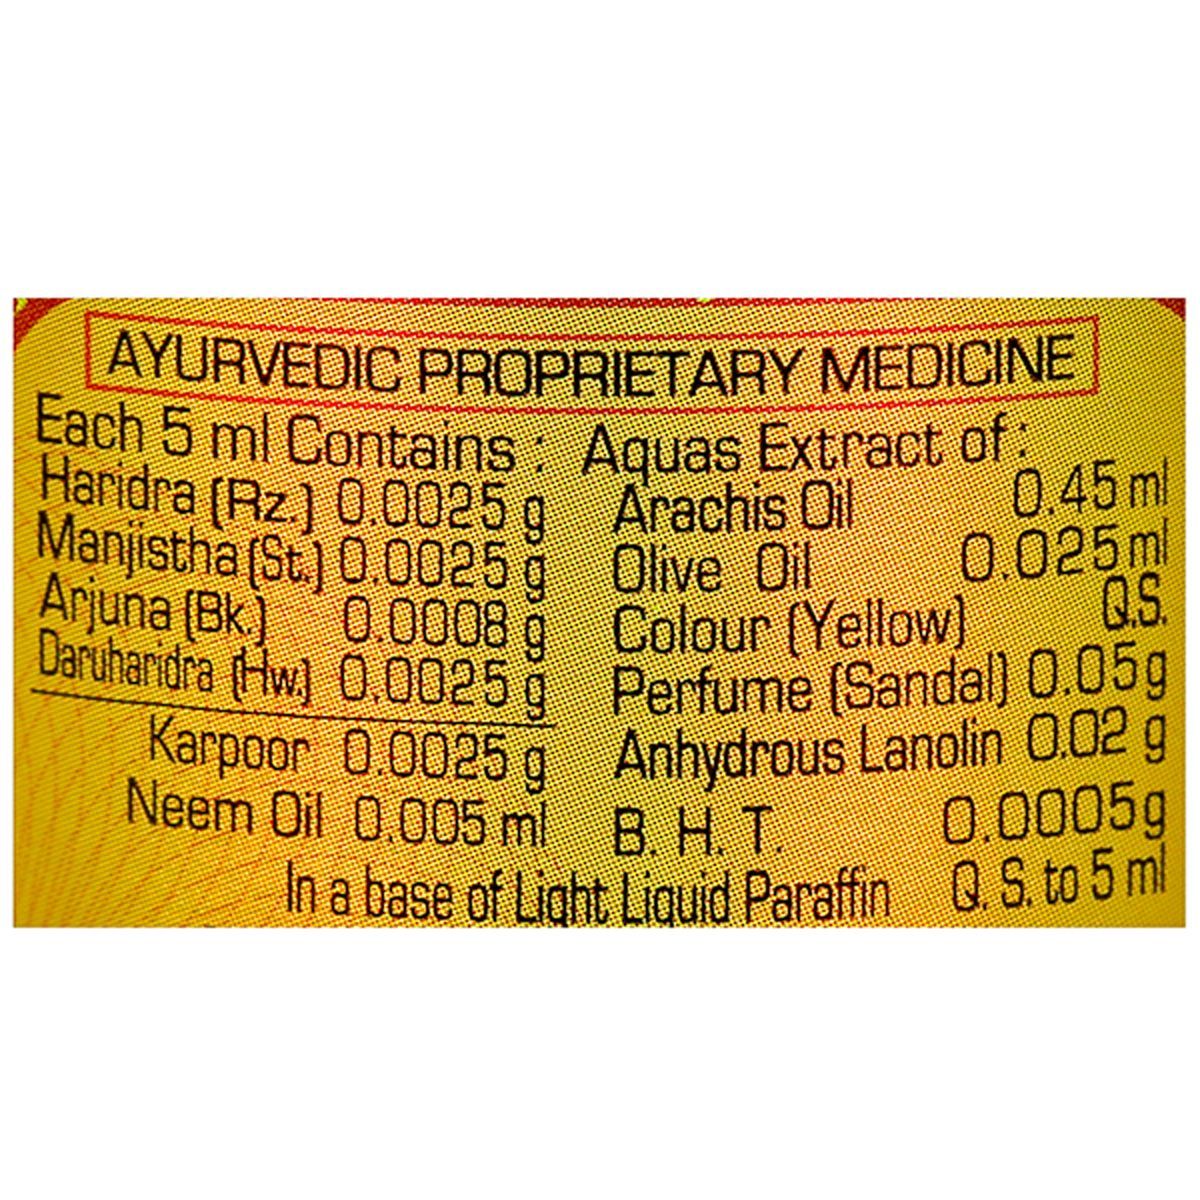 AYURVEDIC PROPRIETARY MEDICINE
Each 5 ml Contains : Aquas Extract of :
Haridra (Rz.) 0.0025 g
Manjistha (St.) 0.0025 g
Arjuna (Bk.) 0.0008 g
Daruharidra (Hw.) 0.0025 g
Karpoor 0.0025 g
Neem Oil 0.005 ml
Arachis Oil 0.45 ml
Olive Oil 0.025 ml
Colour (Yellow) Q.S.
Perfume (Sandal) 0.05 g
Anhydrous Lanolin 0.02 g
B. H. T. 0.0005 g
In a base of Light Liquid Paraffin Q. S. to 5 ml